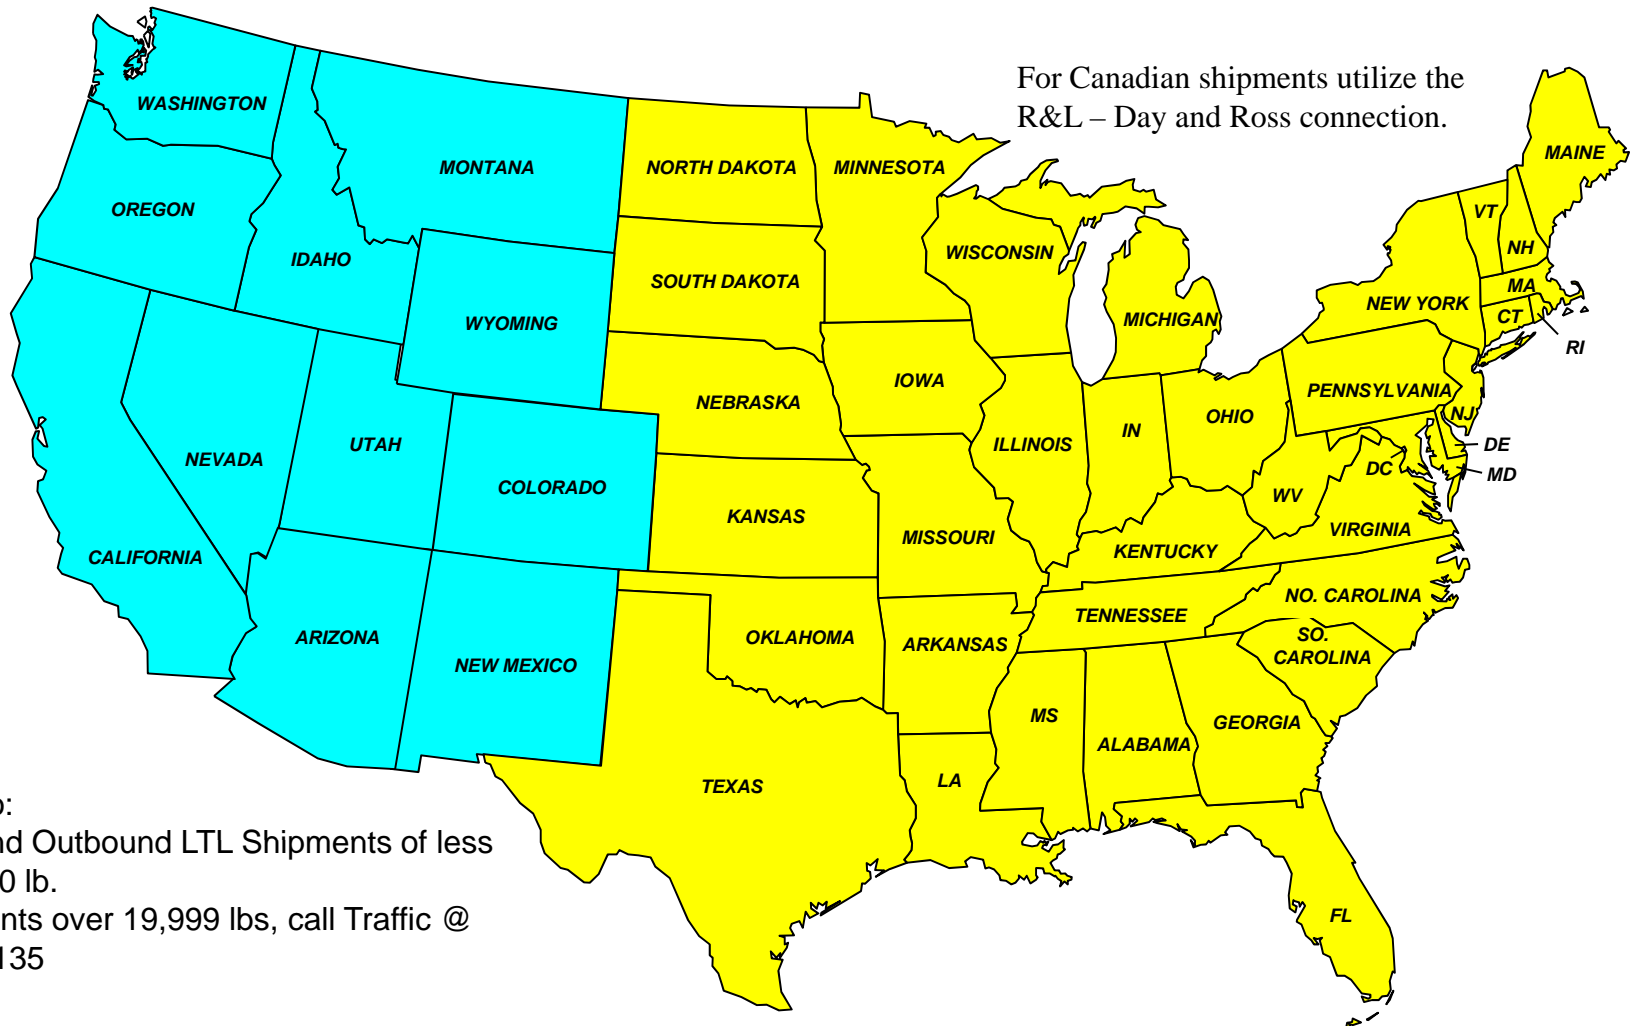 For Canadian shipments utilize the
R&L – Day and Ross connection.
WASHINGTON
MONTANA
NORTH DAKOTA
MINNESOTA
MAINE
OREGON
IDAHO
VT
NH
WISCONSIN
SOUTH DAKOTA
WYOMING
MICHIGAN
NEW YORK
MA
CT
RI
IOWA
NEBRASKA
PENNSYLVANIA
NJ
OHIO
IN
ILLINOIS
UTAH
NEVADA
COLORADO
DE
MD
DC
WV
KANSAS
MISSOURI
VIRGINIA
KENTUCKY
CALIFORNIA
NO. CAROLINA
TENNESSEE
ARIZONA
OKLAHOMA
ARKANSAS
SO.
CAROLINA
NEW MEXICO
MS
GEORGIA
ALABAMA
TEXAS
LA
FL
:
nd Outbound LTL Shipments of less
0 lb.
nts over 19,999 lbs, call Traffic @
135